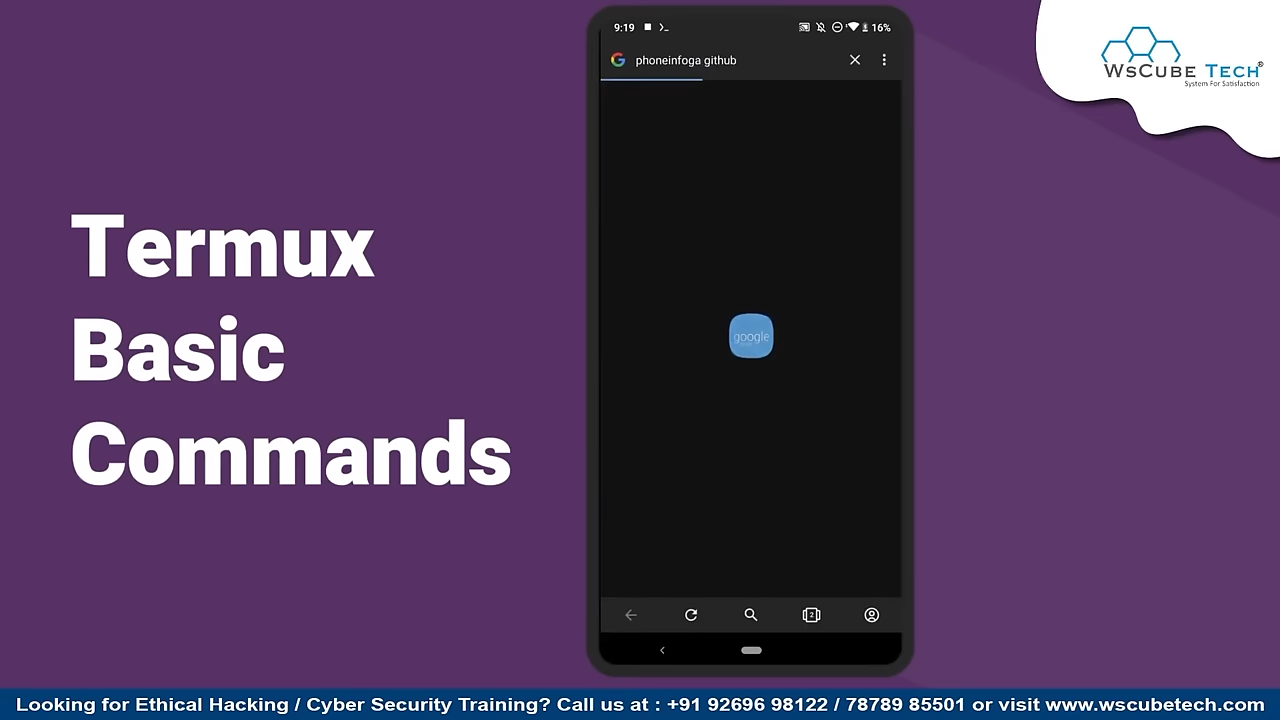 9:19
16%
phoneinfoga github
WsCube Tech®
System For Satisfaction
Termux
Basic
Commands
google
2
Looking for Ethical Hacking / Cyber Security Training? Call us at : +91 92696 98122 / 78789 85501 or visit www.wscubetech.com